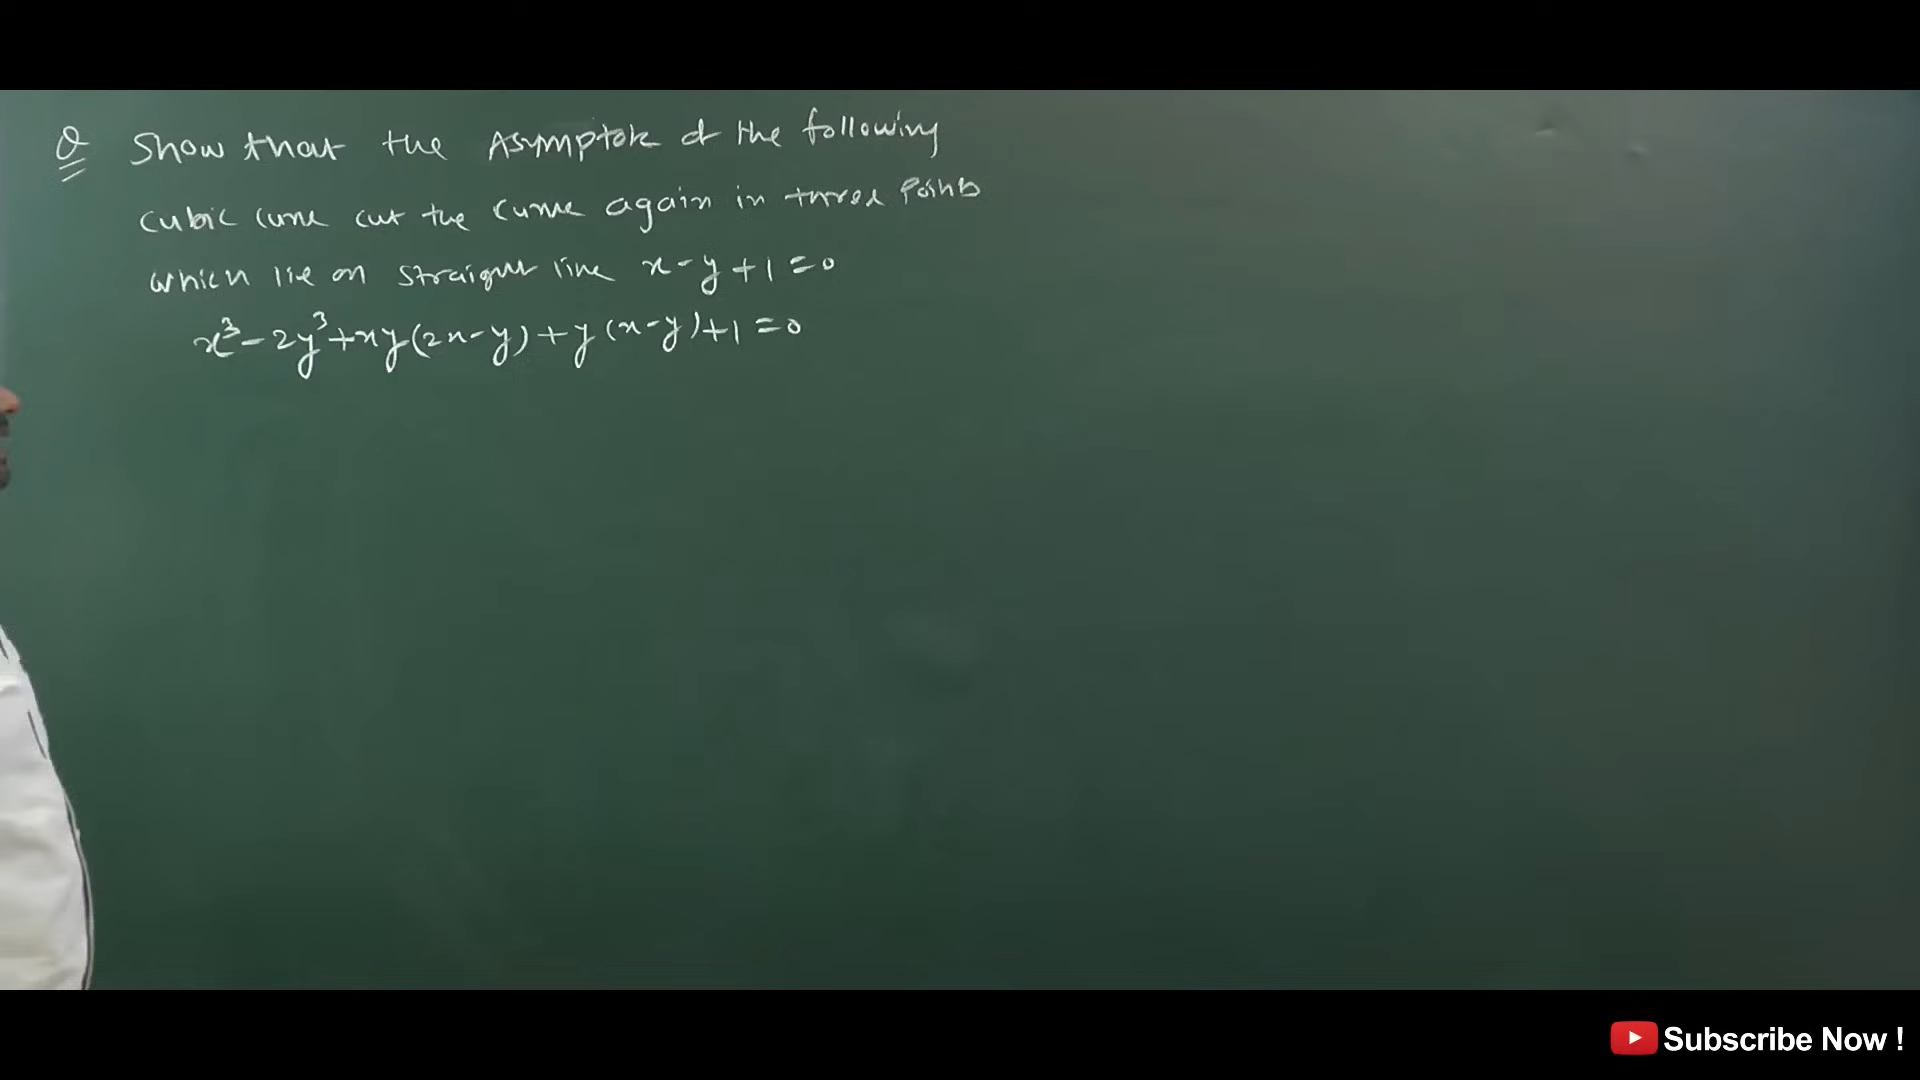 Q Show that the Asymptote of the following
cubic curve cut the curve again in three Points
which lie on straight line x-y+1=0
x³-2y³+xy(2x-y)+y(x-y)+1=0
Subscribe Now !